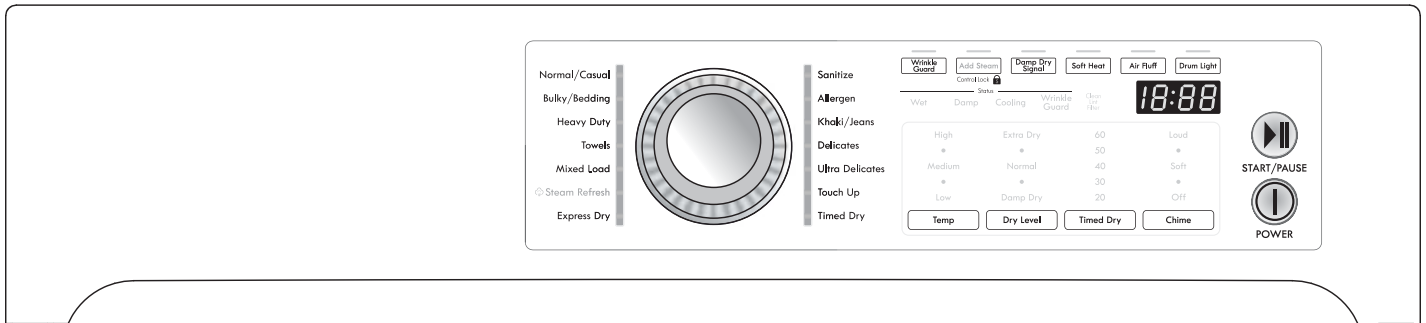 Normal/Casual
Bulky/Bedding
Heavy Duty
Towels
Mixed Load
Steam Refresh
Express Dry
Sanitize
Allergen
Khaki/Jeans
Delicates
Ultra Delicates
Touch Up
Timed Dry
Wrinkle
Guard
Add Steam
Damp Dry
Signal
Soft Heat
Air Fluff
Drum Light
Control Lock
Status
Wet Damp Cooling Wrinkle
Guard
Clean
Lint
Filter
18:88
High Extra Dry 60 Loud
50
Medium Normal 40 Soft
30
Low Damp Dry 20 Off
Temp Dry Level Timed Dry Chime
START/PAUSE
POWER